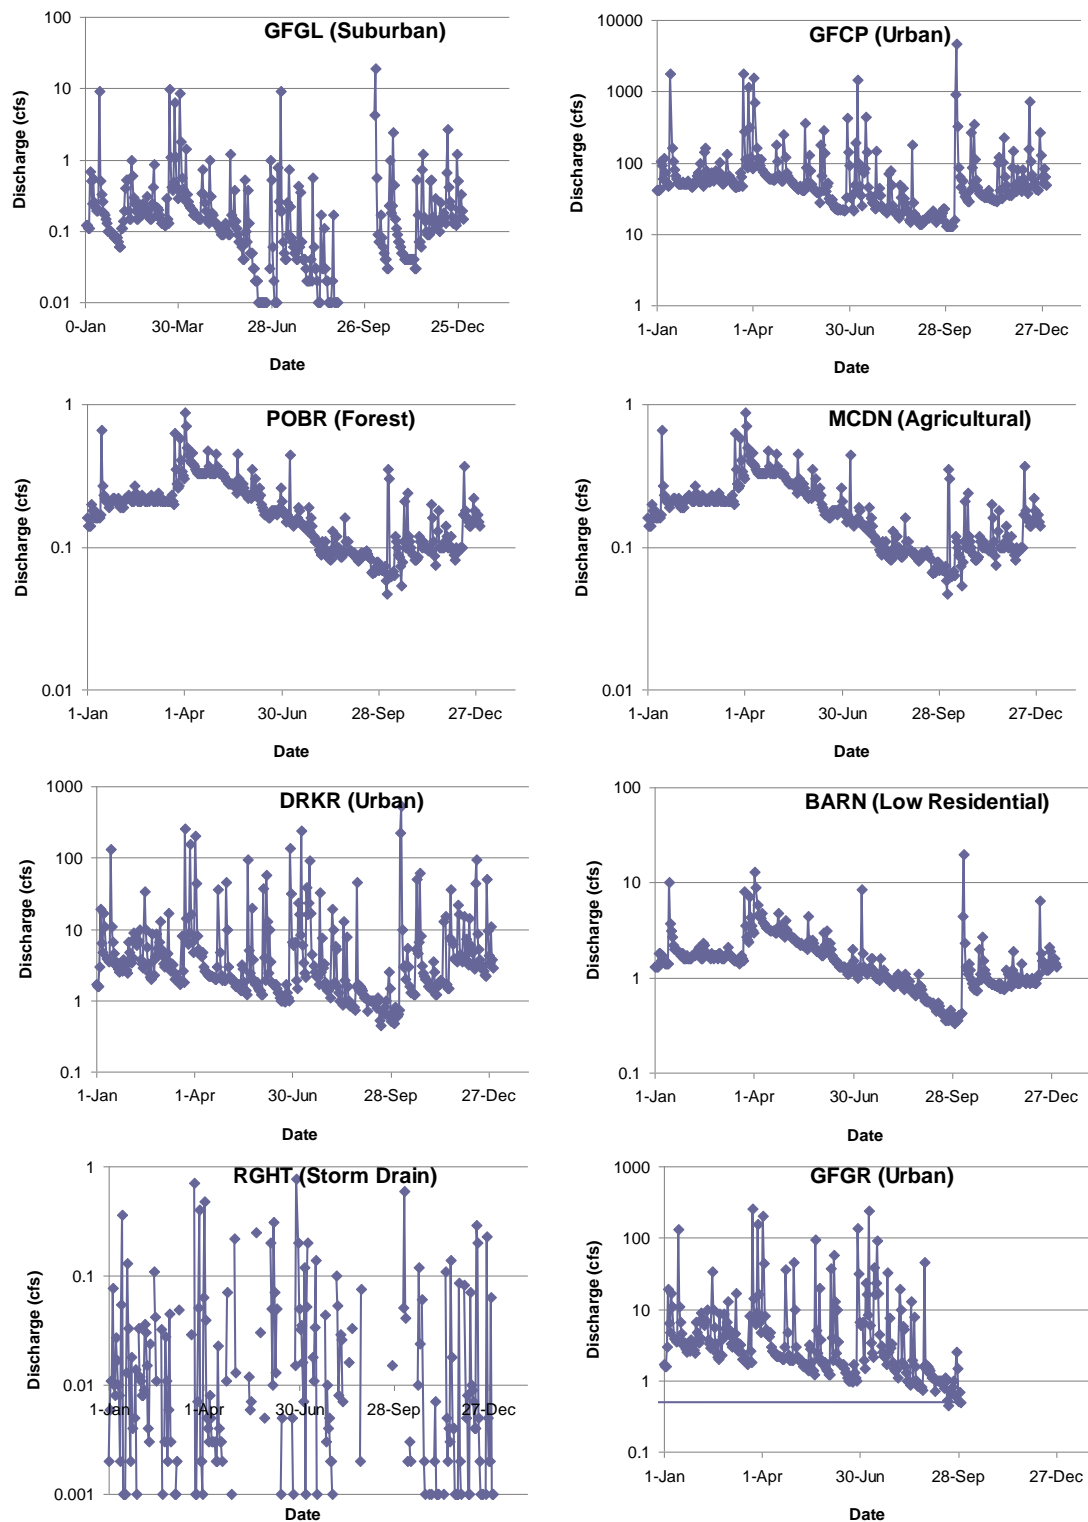 GFGL (Suburban)
Discharge (cfs)
100
10
1
0.1
0.01
0-Jan 30-Mar 28-Jun 26-Sep 25-Dec
Date
GFCP (Urban)
Discharge (cfs)
10000
1000
100
10
1
1-Jan 1-Apr 30-Jun 28-Sep 27-Dec
Date
POBR (Forest)
Discharge (cfs)
1
0.1
0.01
1-Jan 1-Apr 30-Jun 28-Sep 27-Dec
Date
MCDN (Agricultural)
Discharge (cfs)
1
0.1
0.01
1-Jan 1-Apr 30-Jun 28-Sep 27-Dec
Date
DRKR (Urban)
Discharge (cfs)
1000
100
10
1
0.1
1-Jan 1-Apr 30-Jun 28-Sep 27-Dec
Date
BARN (Low Residential)
Discharge (cfs)
100
10
1
0.1
1-Jan 1-Apr 30-Jun 28-Sep 27-Dec
Date
RGHT (Storm Drain)
Discharge (cfs)
1
0.1
0.01
0.001
1-Jan 1-Apr 30-Jun 28-Sep 27-Dec
Date
GFGR (Urban)
Discharge (cfs)
1000
100
10
1
0.1
1-Jan 1-Apr 30-Jun 28-Sep 27-Dec
Date